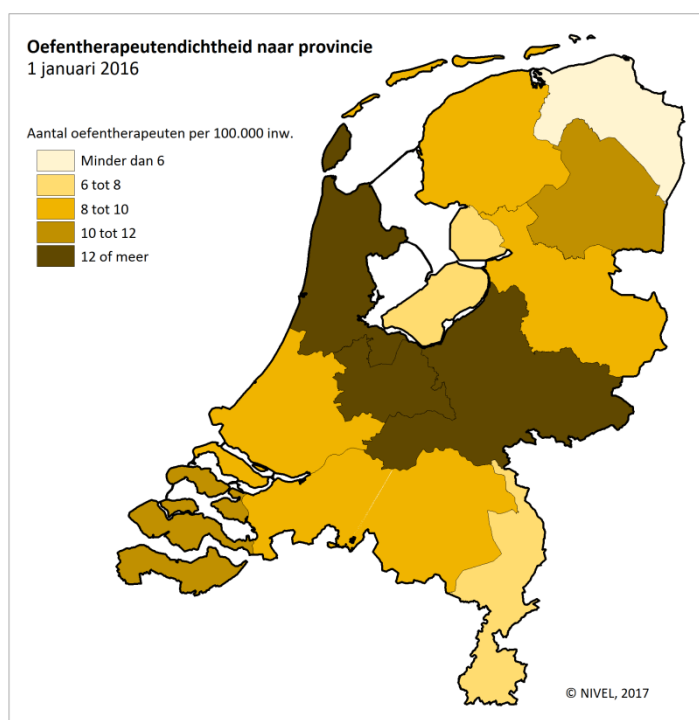 Oefentherapeutendichtheid naar provincie
1 januari 2016
Aantal oefentherapeuten per 100.000 inw.
Minder dan 6
6 tot 8
8 tot 10
10 tot 12
12 of meer
© NIVEL, 2017